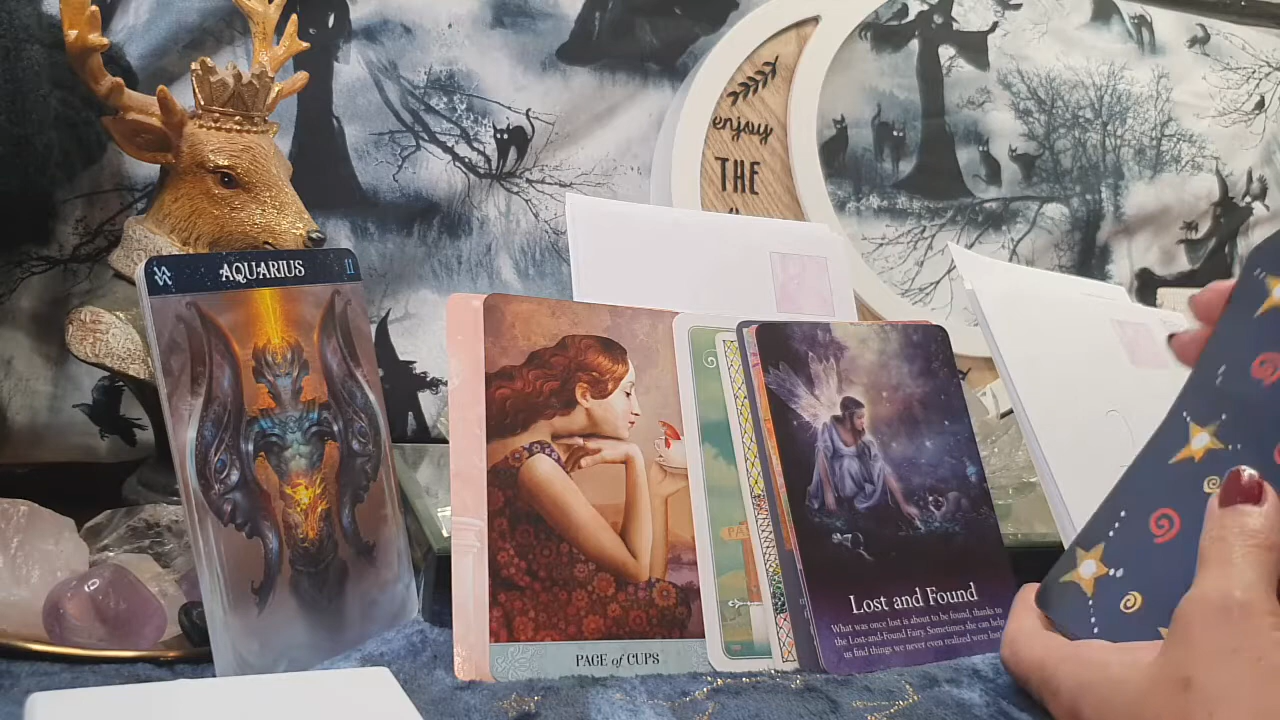 enjoy
THE
AQUARIUS
11
PAGE of CUPS
Lost and Found
What was once lost is about to be found, thanks to
the Lost-and-Found Fairy. Sometimes she can help
us find things we never even realized were lost